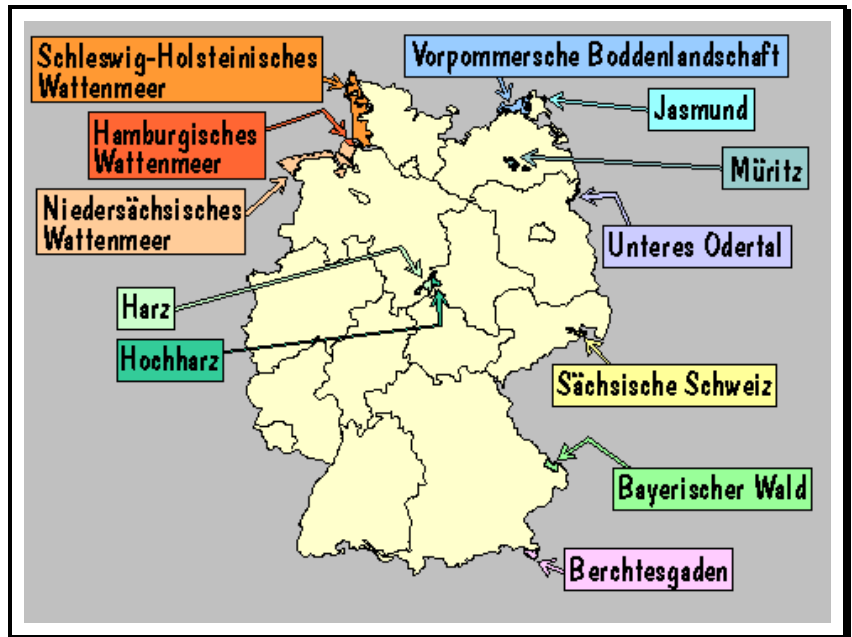 Schleswig-Holsteinisches
Wattenmeer
Vorpommersche Boddenlandschaft
Jasmund
Hamburgisches
Wattenmeer
Müritz
Niedersächsisches
Wattenmeer
Unteres Odertal
Harz
Hochharz
Sächsische Schweiz
Bayerischer Wald
Berchtesgaden